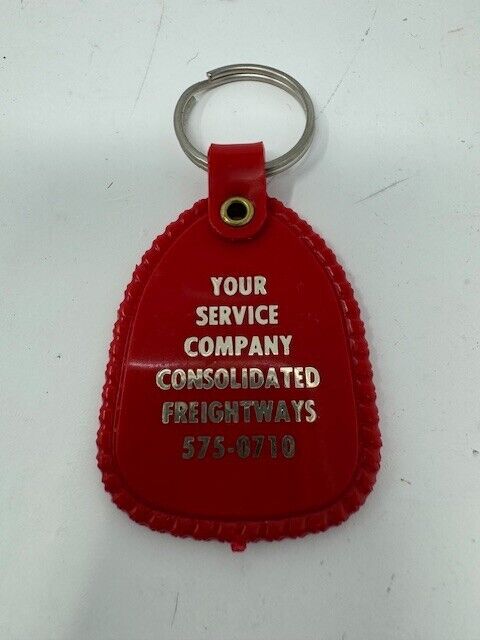 YOUR
SERVICE
COMPANY
CONSOLIDATED
FREIGHTWAYS
575-0710